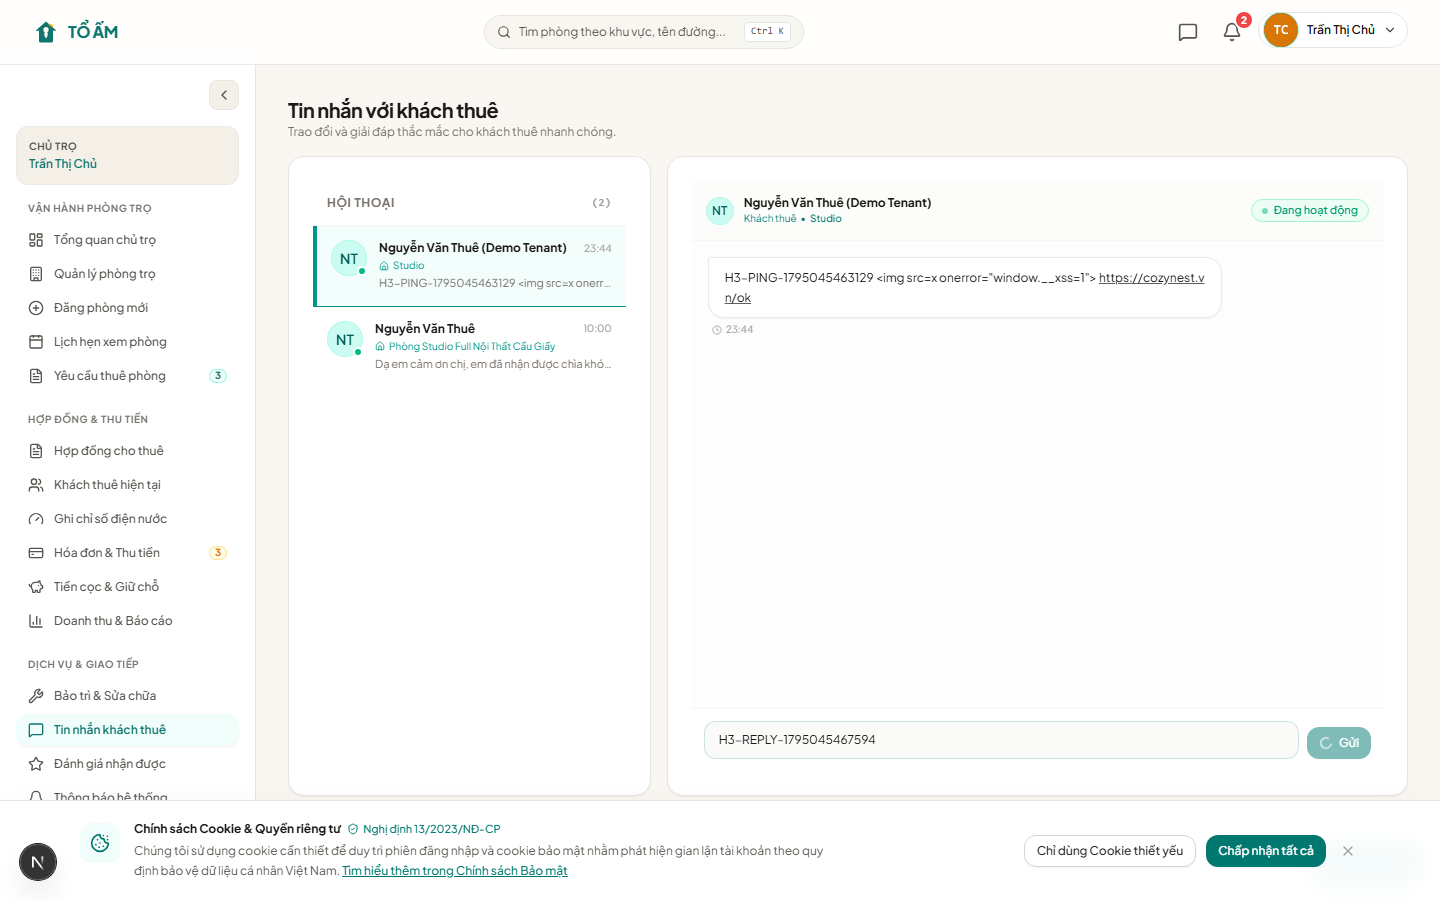 TỔ ẤM
Tìm phòng theo khu vực, tên đường... Ctrl K
2
TC Trần Thị Chủ
CHỦ TRỌ
Trần Thị Chủ
VẬN HÀNH PHÒNG TRỌ
Tổng quan chủ trọ
Quản lý phòng trọ
Đăng phòng mới
Lịch hẹn xem phòng
Yêu cầu thuê phòng 3
HỢP ĐỒNG & THU TIỀN
Hợp đồng cho thuê
Khách thuê hiện tại
Ghi chỉ số điện nước
Hóa đơn & Thu tiền 3
Tiền cọc & Giữ chỗ
Doanh thu & Báo cáo
DỊCH VỤ & GIAO TIẾP
Bảo trì & Sửa chữa
Tin nhắn khách thuê
Đánh giá nhận được
Thông báo hệ thống
Tin nhắn với khách thuê
Trao đổi và giải đáp thắc mắc cho khách thuê nhanh chóng.
HỘI THOẠI (2)
NT
Nguyễn Văn Thuê (Demo Tenant) 23:44
Studio
H3-PING-1795045463129 <img src=x onerr...
NT
Nguyễn Văn Thuê 10:00
Phòng Studio Full Nội Thất Cầu Giấy
Dạ em cảm ơn chị, em đã nhận được chìa khó...
NT
Nguyễn Văn Thuê (Demo Tenant)
Khách thuê • Studio
Đang hoạt động
H3-PING-1795045463129 <img src=x onerror="window.__xss=1"> https://cozynest.v
n/ok
23:44
H3-REPLY-1795045467594
Gửi
N
Chính sách Cookie & Quyền riêng tư Nghị định 13/2023/NĐ-CP
Chúng tôi sử dụng cookie cần thiết để duy trì phiên đăng nhập và cookie bảo mật nhằm phát hiện gian lận tài khoản theo quy
định bảo vệ dữ liệu cá nhân Việt Nam. Tìm hiểu thêm trong Chính sách Bảo mật
Chỉ dùng Cookie thiết yếu
Chấp nhận tất cả